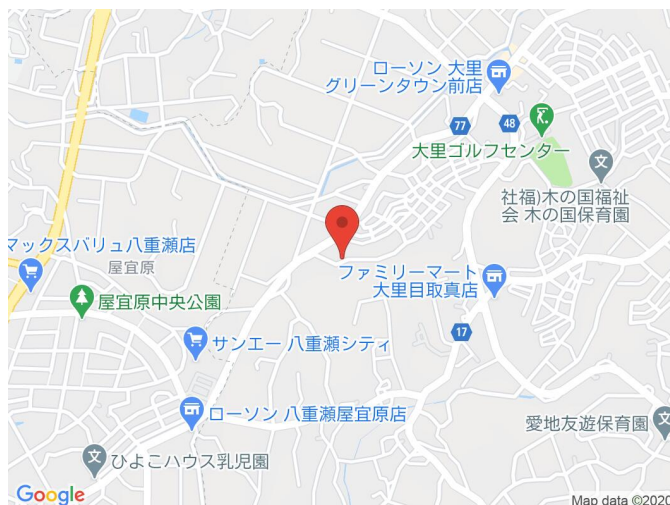 ローソン 大里
グリーンタウン前店
77
48
大里ゴルフセンター
社福)木の国福祉
会 木の国保育園
マックスバリュ八重瀬店
屋宜原
ファミリーマート
大里目取真店
屋宜原中央公園
17
サンエー 八重瀬シティ
ローソン 八重瀬屋宜原店
愛地友遊保育園
文
文
文
ひよこハウス乳児園
Google
Map data ©2020